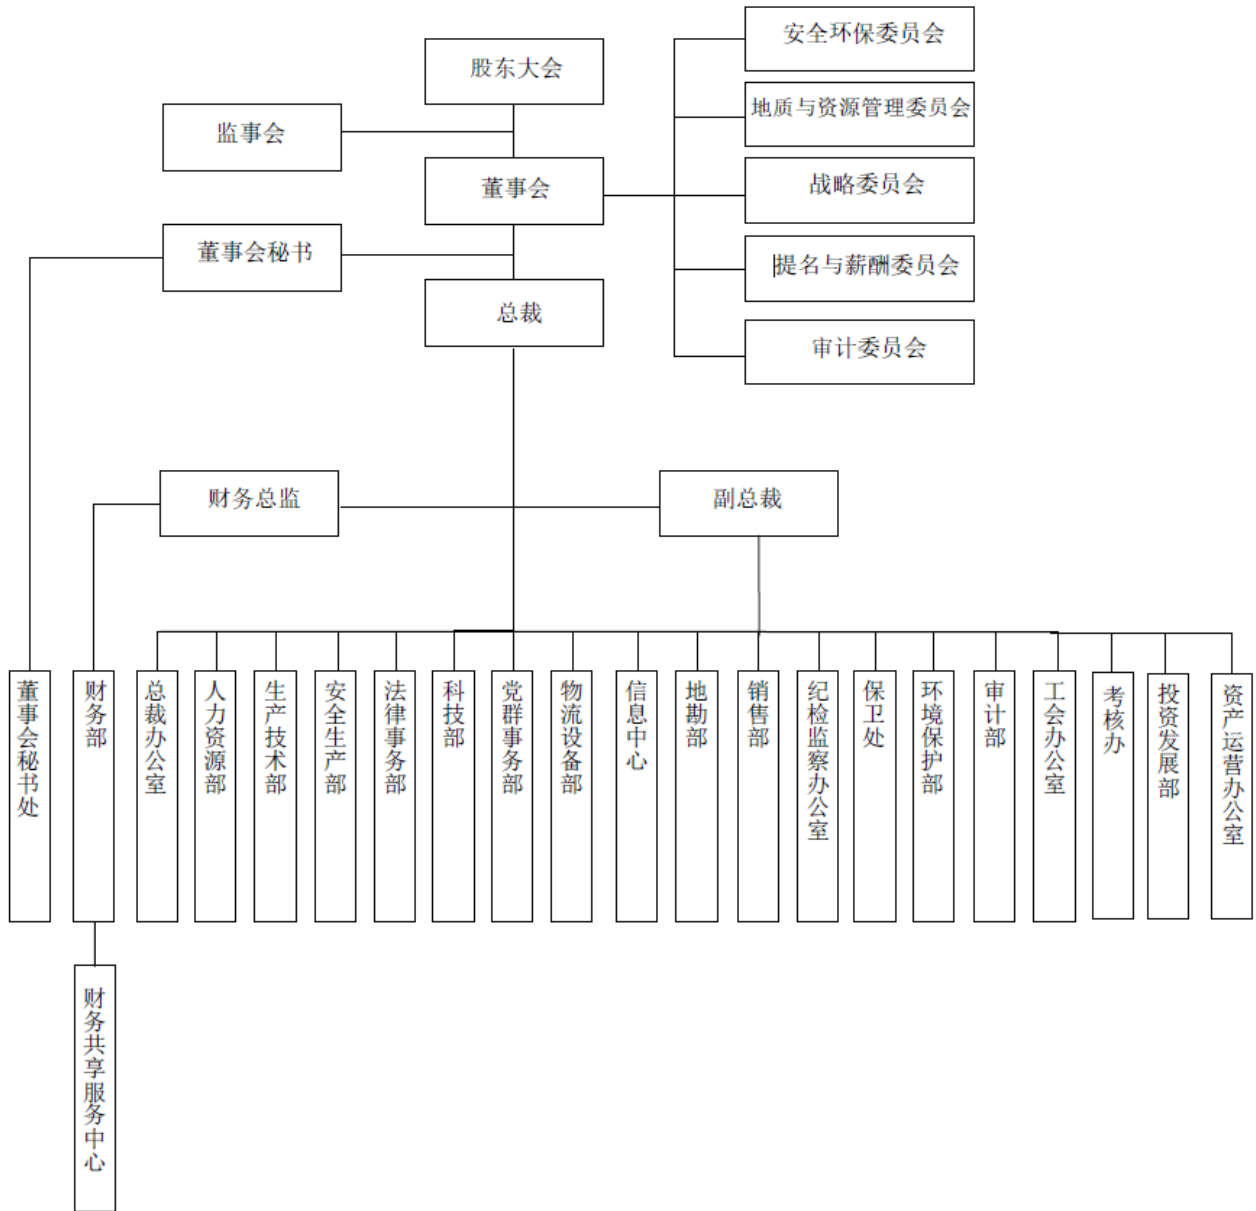 安全环保委员会
股东大会
地质与资源管理委员会
监事会
董事会
战略委员会
董事会秘书
提名与薪酬委员会
总裁
审计委员会
财务总监
副总裁
董事会秘书处
财务部
总裁办公室
人力资源部
生产技术部
安全生产部
法律事务部
科技部
党群事务部
物流设备部
信息中心
地勘部
销售部
纪检监察办公室
保卫处
环境保护部
审计部
工会办公室
考核办
投资发展部
资产运营办公室
财务共享服务中心